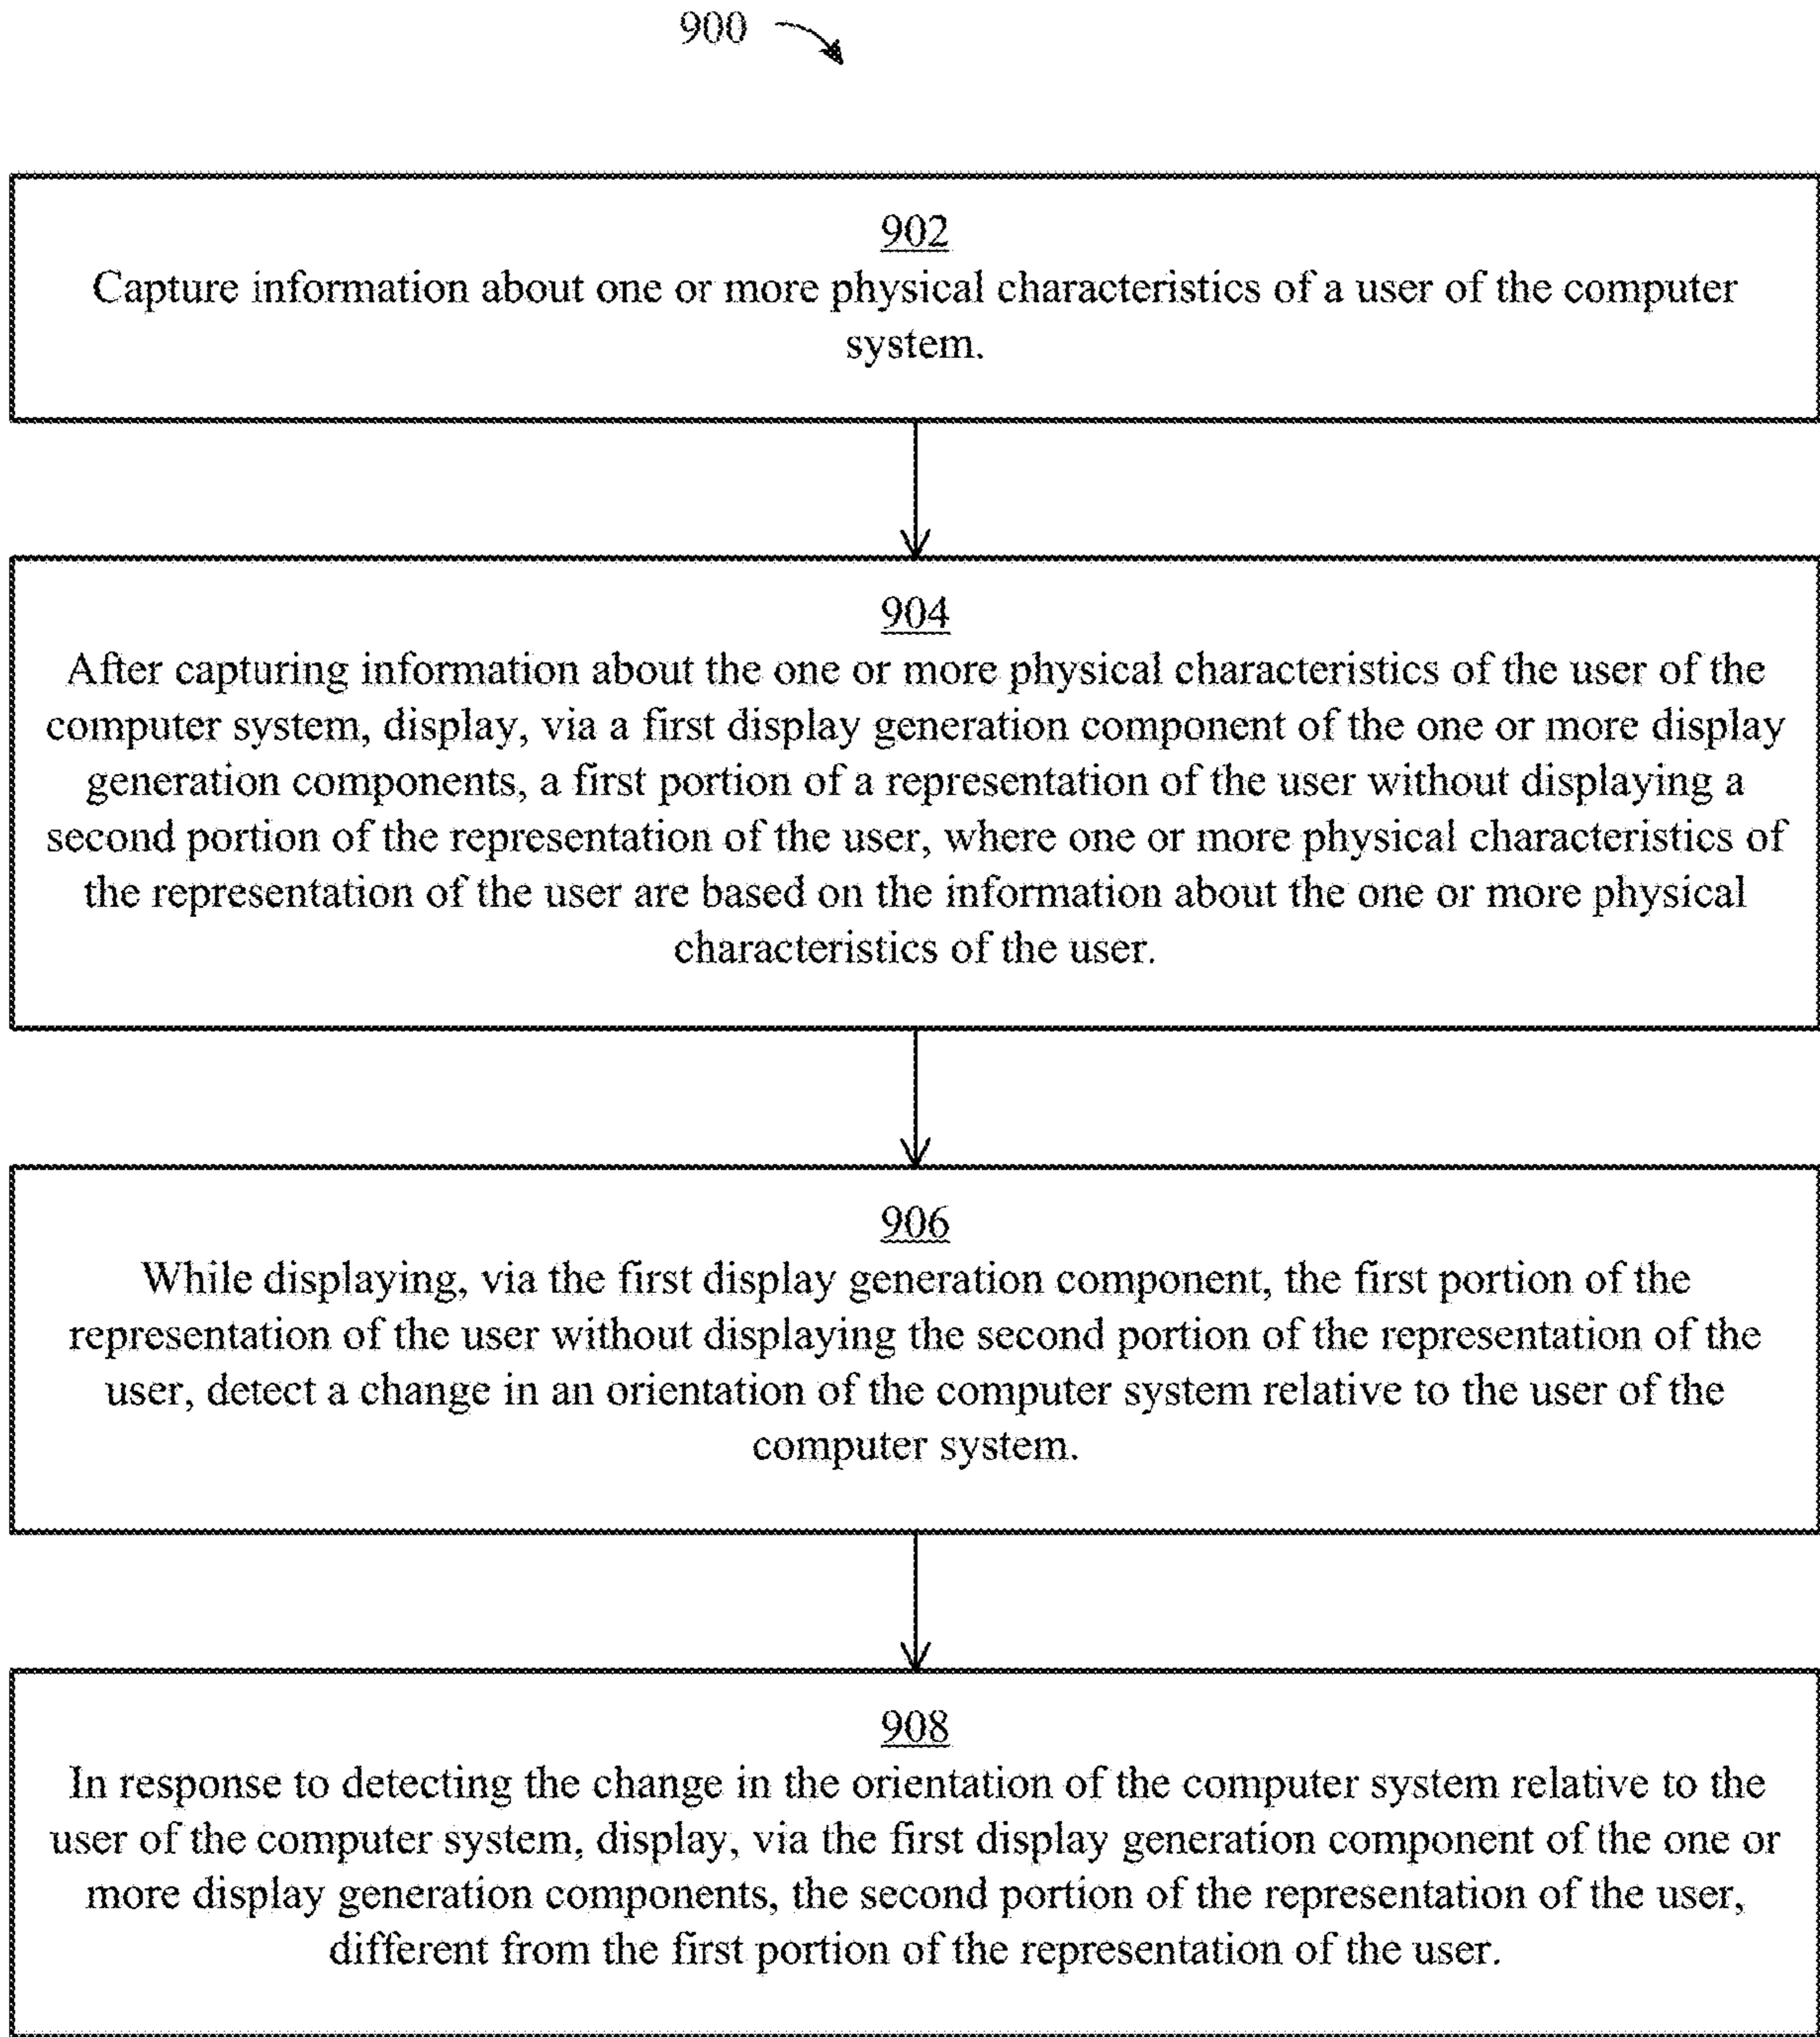 900
902
Capture information about one or more physical characteristics of a user of the computer
system.
904
After capturing information about the one or more physical characteristics of the user of the
computer system, display, via a first display generation component of the one or more display
generation components, a first portion of a representation of the user without displaying a
second portion of the representation of the user, where one or more physical characteristics of
the representation of the user are based on the information about the one or more physical
characteristics of the user.
906
While displaying, via the first display generation component, the first portion of the
representation of the user without displaying the second portion of the representation of the
user, detect a change in an orientation of the computer system relative to the user of the
computer system.
908
In response to detecting the change in the orientation of the computer system relative to the
user of the computer system, display, via the first display generation component of the one or
more display generation components, the second portion of the representation of the user,
different from the first portion of the representation of the user.